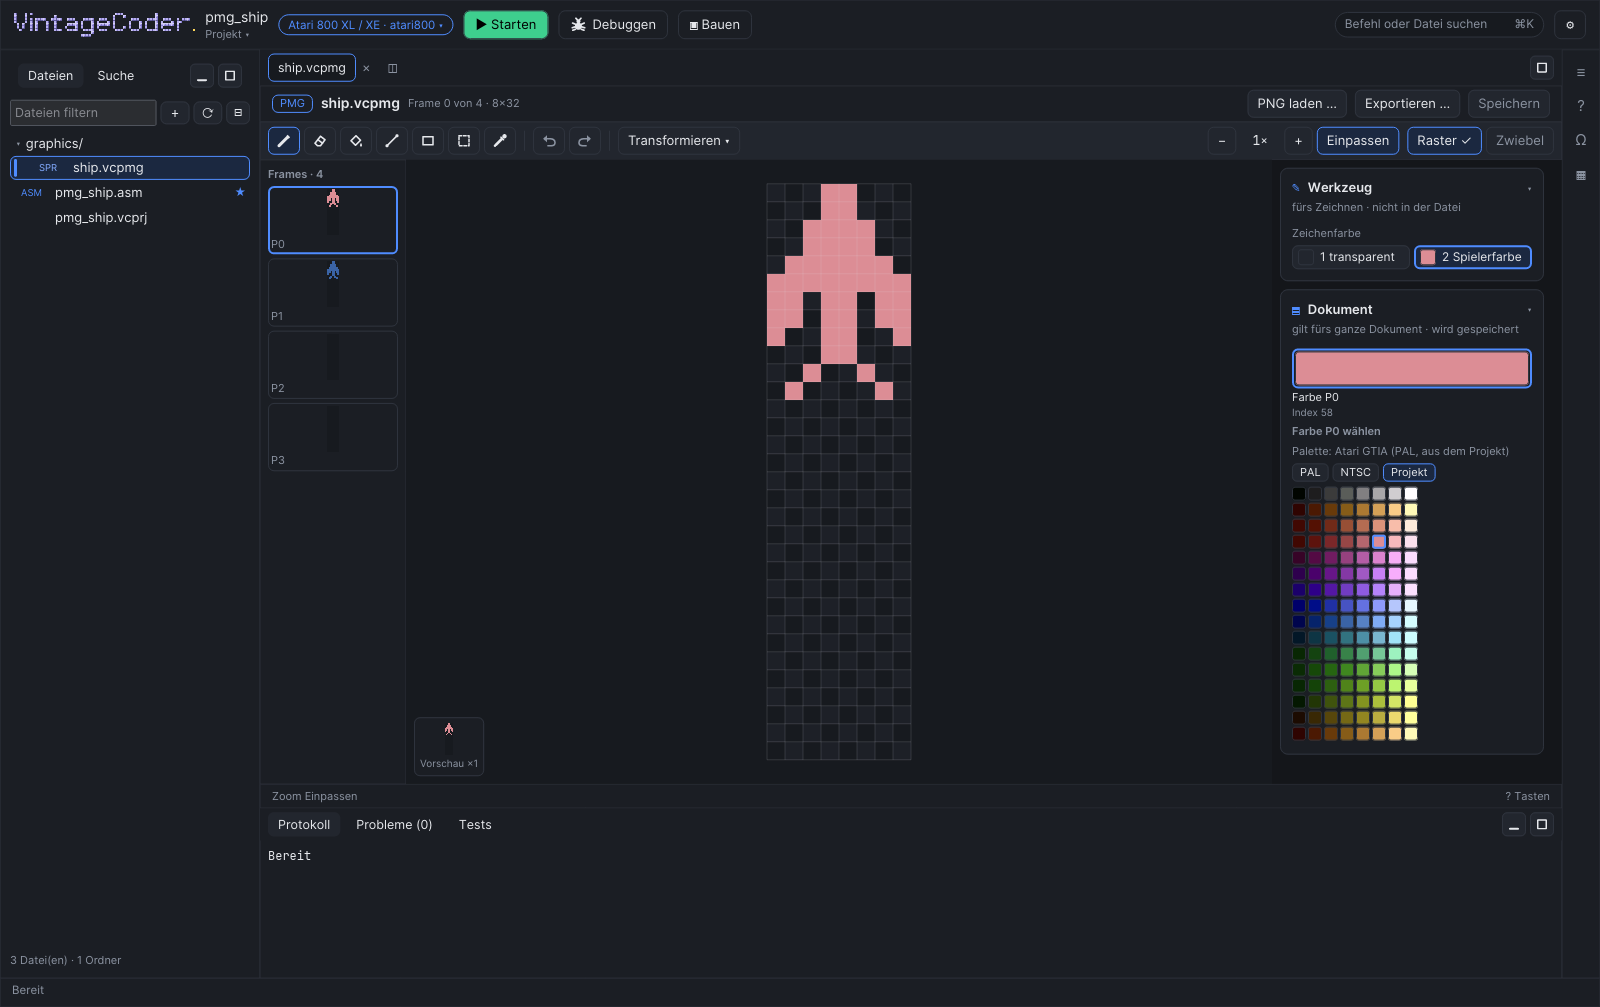 VintageCoder.
pmg_ship
Projekt
Atari 800 XL / XE · atari800
Starten
Debuggen
Bauen
Befehl oder Datei suchen
⌘K
Dateien
Suche
Dateien filtern
+
graphics/
SPR ship.vcpmg
ASM pmg_ship.asm ★
pmg_ship.vcprj
3 Datei(en) · 1 Ordner
ship.vcpmg ×
PMG ship.vcpmg Frame 0 von 4 · 8×32
PNG laden ...
Exportieren ...
Speichern
Transformieren
− 1× +
Einpassen
Raster ✓
Zwiebel
Frames · 4
P0
P1
P2
P3
Vorschau ×1
Werkzeug
fürs Zeichnen · nicht in der Datei
Zeichenfarbe
1 transparent
2 Spielerfarbe
Dokument
gilt fürs ganze Dokument · wird gespeichert
Farbe P0
Index 58
Farbe P0 wählen
Palette: Atari GTIA (PAL, aus dem Projekt)
PAL NTSC Projekt
? 
Ω
Zoom Einpassen
? Tasten
Protokoll
Probleme (0)
Tests
Bereit
Bereit